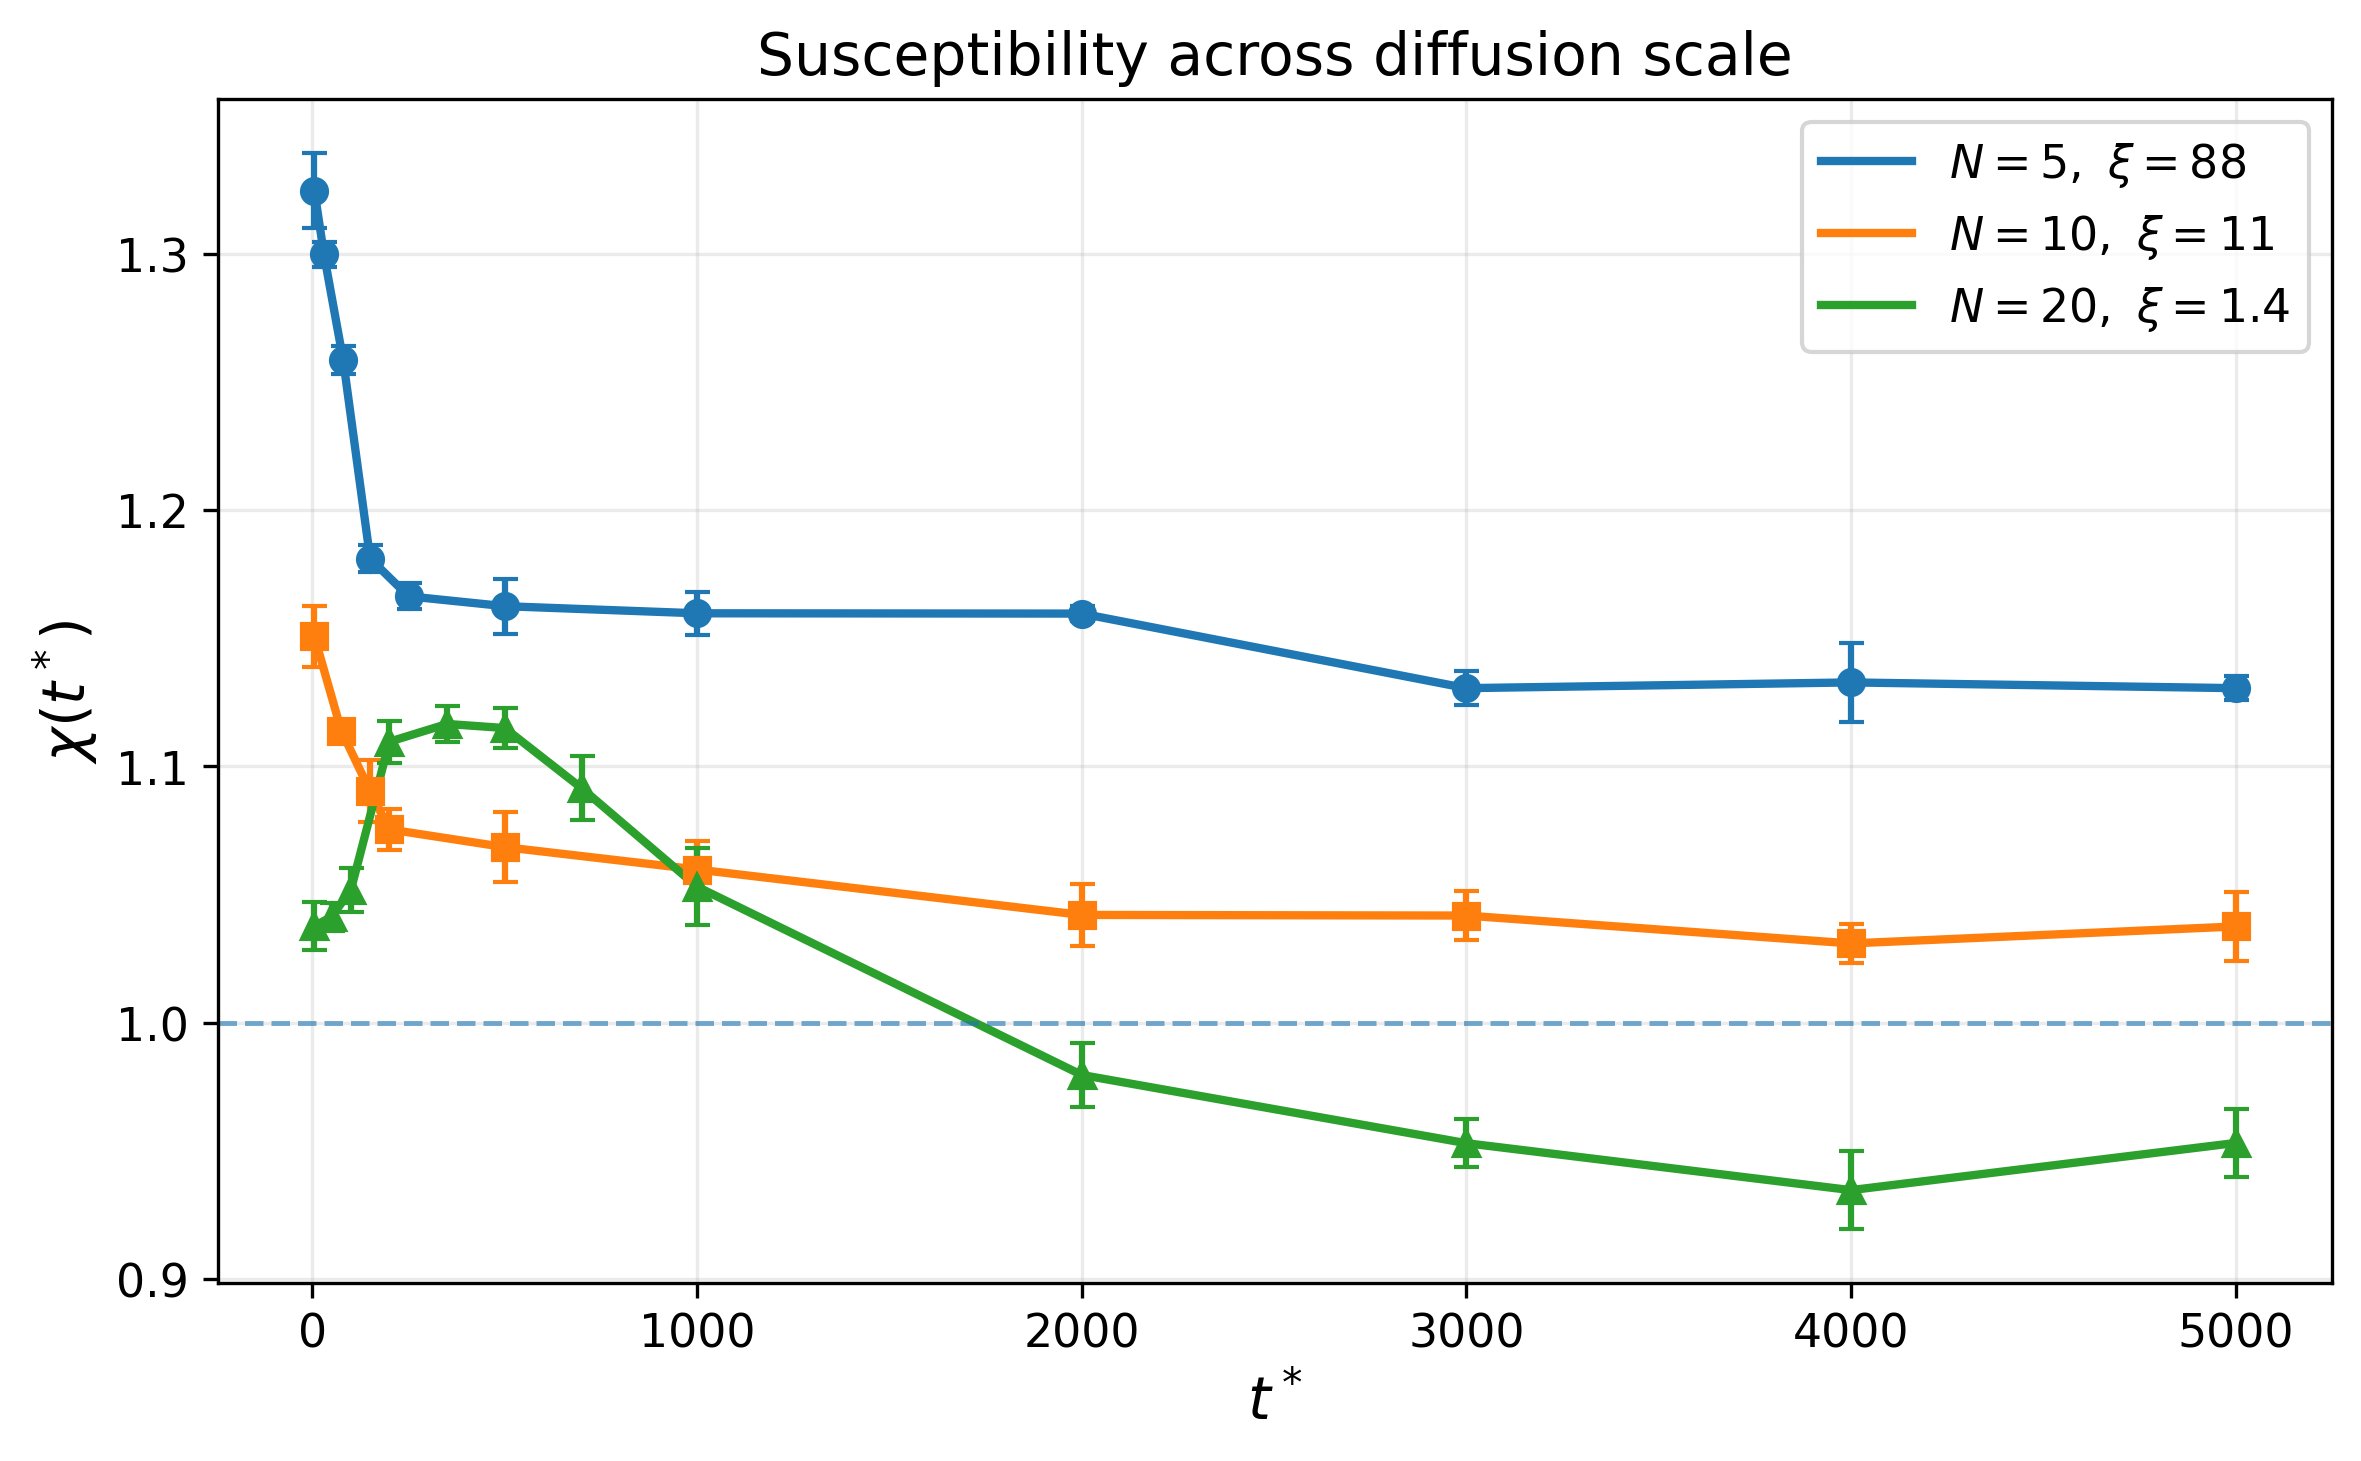 Susceptibility across diffusion scale
χ(t*)
1.3
1.2
1.1
1.0
0.9
N = 5, ξ = 88
N = 10, ξ = 11
N = 20, ξ = 1.4
0 1000 2000 3000 4000 5000
t*